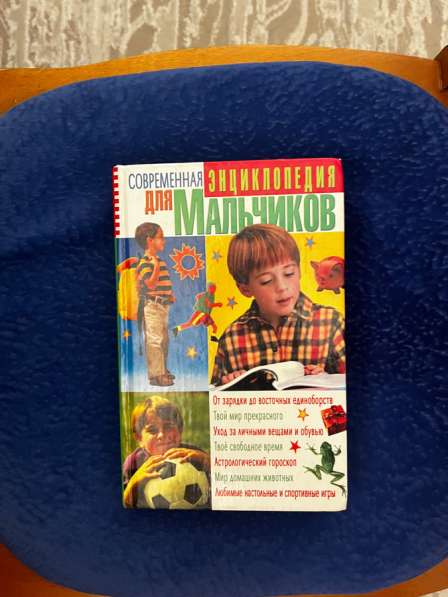 СОВРЕМЕННАЯ ЭНЦИКЛОПЕДИЯ
ДЛЯ МАЛЬЧИКОВ
От зарядки до восточных единоборств
Твой мир прекрасного
Уход за личными вещами и обувью
Твоё свободное время
Астрологический гороскоп
Мир домашних животных
Любимые настольные и спортивные игры